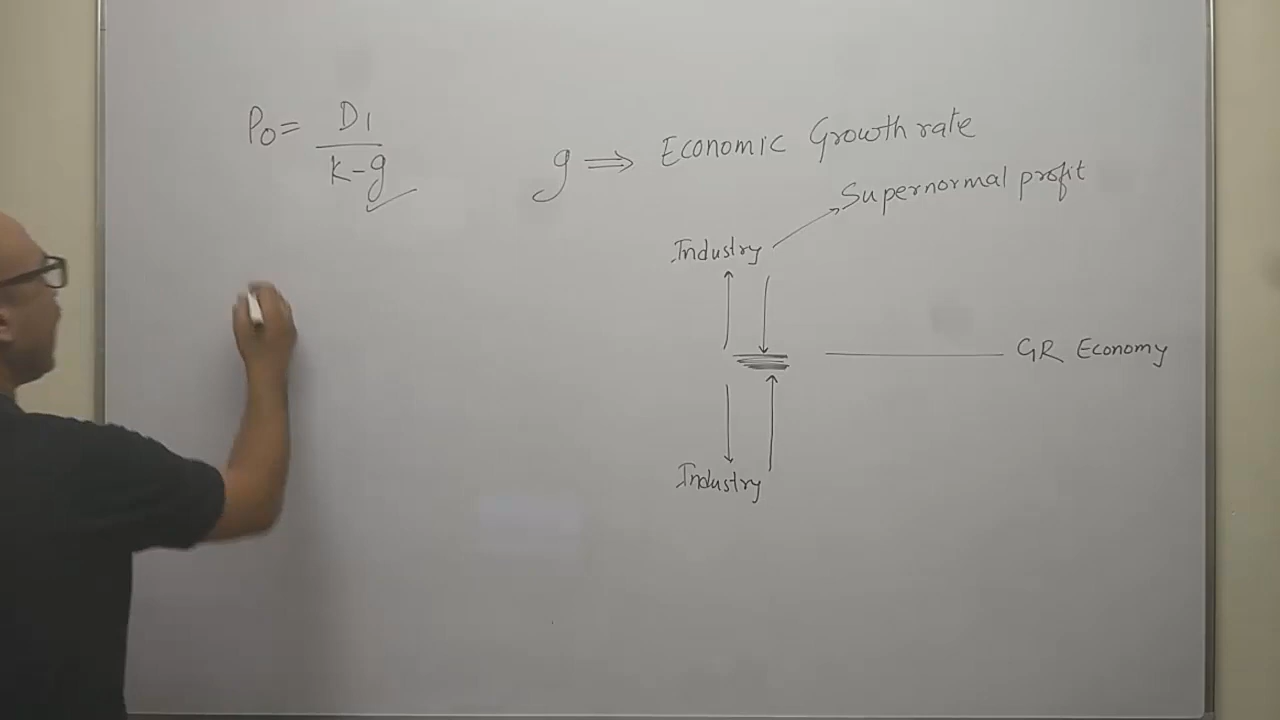 P0 = D1
k-g
g ⇒ Economic Growth rate
Supernormal profit
Industry
GR Economy
Industry